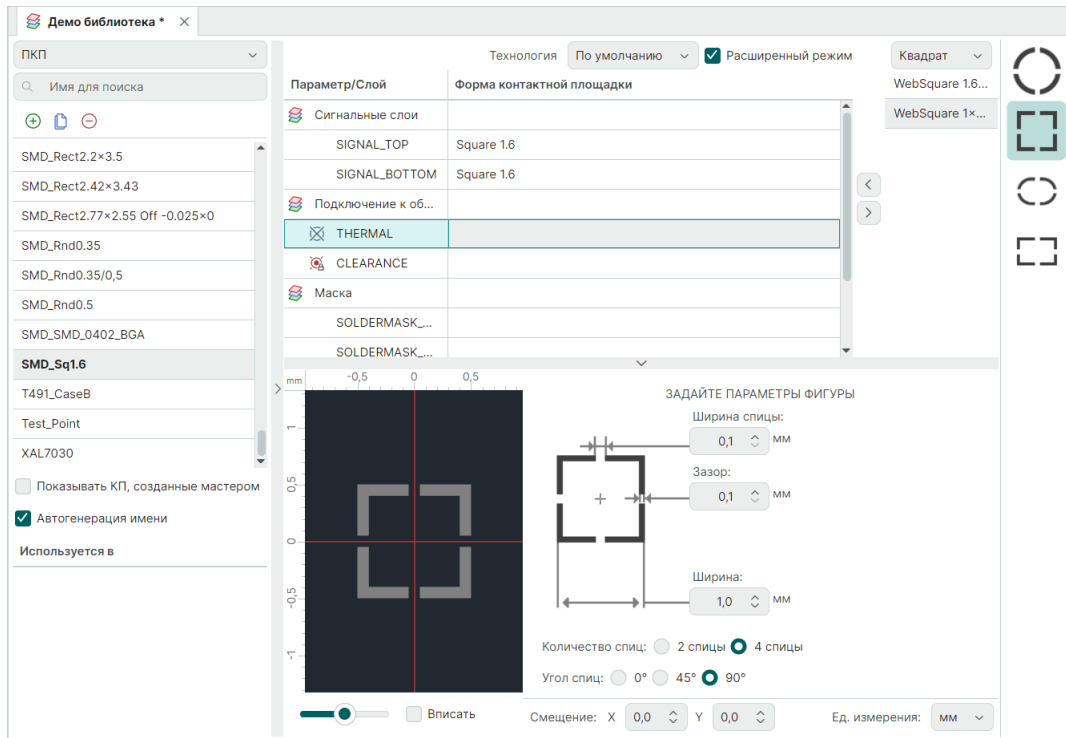 Демо библиотека *
ПКП
Имя для поиска
SMD_Rect2.2×3.5
SMD_Rect2.42×3.43
SMD_Rect2.77×2.55 Off -0.025×0
SMD_Rnd0.35
SMD_Rnd0.35/0,5
SMD_Rnd0.5
SMD_SMD_0402_BGA
SMD_Sq1.6
T491_CaseB
Test_Point
XAL7030
Показывать КП, созданные мастером
Автогенерация имени
Используется в
Технология По умолчанию Расширенный режим
Параметр/Слой Форма контактной площадки
Сигнальные слои
SIGNAL_TOP Square 1.6
SIGNAL_BOTTOM Square 1.6
Подключение к об...
THERMAL
CLEARANCE
Маска
SOLDERMASK_...
SOLDERMASK_...
Квадрат
WebSquare 1.6...
WebSquare 1×...
mm -0,5 0 0,5
1
0,5
0
-0,5
-1
ЗАДАЙТЕ ПАРАМЕТРЫ ФИГУРЫ
Ширина спицы:
0,1 мм
Зазор:
0,1 мм
Ширина:
1,0 мм
Количество спиц: 2 спицы 4 спицы
Угол спиц: 0° 45° 90°
Вписать
Смещение: X 0,0 Y 0,0 Ед. измерения: мм